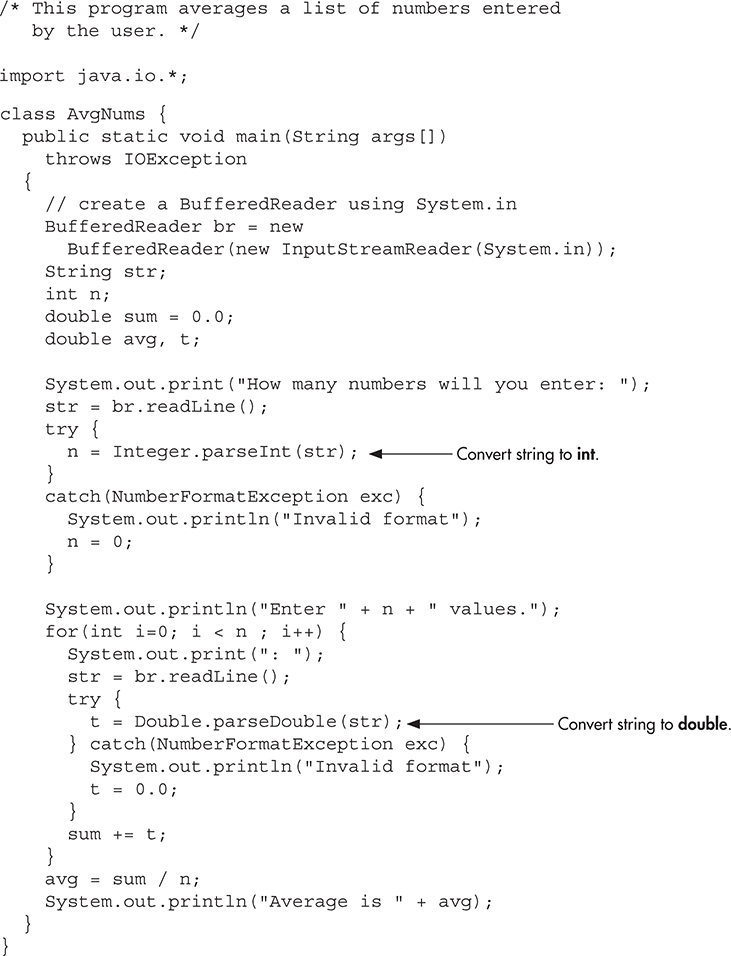 /* This program averages a list of numbers entered
   by the user. */

import java.io.*;

class AvgNums {
  public static void main(String args[])
    throws IOException
  {
    // create a BufferedReader using System.in
    BufferedReader br = new
      BufferedReader(new InputStreamReader(System.in));
    String str;
    int n;
    double sum = 0.0;
    double avg, t;

    System.out.print("How many numbers will you enter: ");
    str = br.readLine();
    try {
      n = Integer.parseInt(str); Convert string to int.
    }
    catch(NumberFormatException exc) {
      System.out.println("Invalid format");
      n = 0;
    }

    System.out.println("Enter " + n + " values.");
    for(int i=0; i < n ; i++) {
      System.out.print(": ");
      str = br.readLine();
      try {
        t = Double.parseDouble(str); Convert string to double.
      } catch(NumberFormatException exc) {
        System.out.println("Invalid format");
        t = 0.0;
      }
      sum += t;
    }
    avg = sum / n;
    System.out.println("Average is " + avg);
  }
}